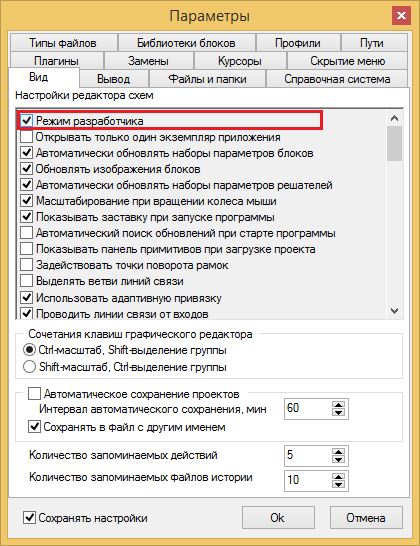 Параметры
Типы файлов
Библиотеки блоков
Профили
Пути
Плагины
Замены
Курсоры
Скрытие меню
Вид
Вывод
Файлы и папки
Справочная система
Настройки редактора схем
Режим разработчика
Открывать только один экземпляр приложения
Автоматически обновлять наборы параметров блоков
Обновлять изображения блоков
Автоматически обновлять наборы параметров решателей
Масштабирование при вращении колеса мыши
Показывать заставку при запуске программы
Автоматический поиск обновлений при старте программы
Показывать панель примитивов при загрузке проекта
Задействовать точки поворота рамок
Выделять ветви линий связи
Использовать адаптивную привязку
Проводить линии связи от входов
Сочетания клавиш графического редактора
Ctrl-масштаб, Shift-выделение группы
Shift-масштаб, Ctrl-выделение группы
Автоматическое сохранение проектов
Интервал автоматического сохранения, мин 60
Сохранять в файл с другим именем
Количество запоминаемых действий 5
Количество запоминаемых файлов истории 10
Сохранять настройки
Ok
Отмена